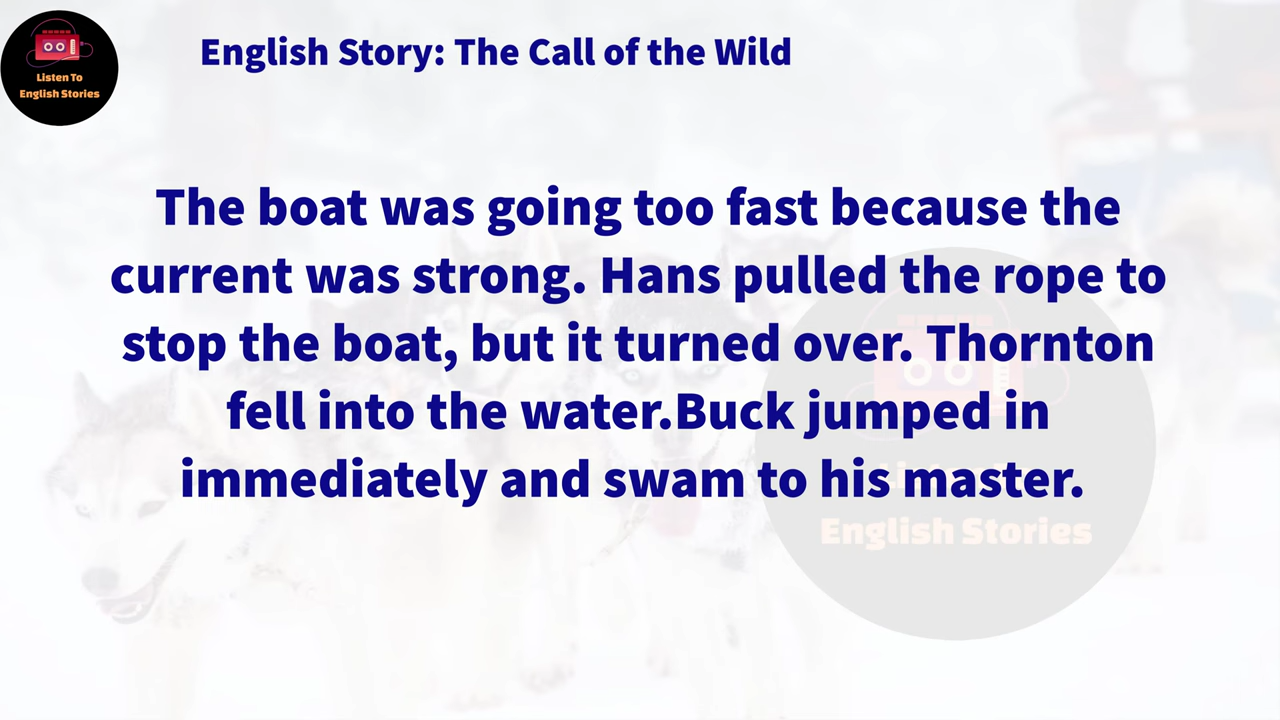 Listen To
English Stories
English Story: The Call of the Wild
The boat was going too fast because the
current was strong. Hans pulled the rope to
stop the boat, but it turned over. Thornton
fell into the water.Buck jumped in
immediately and swam to his master.
English Stories